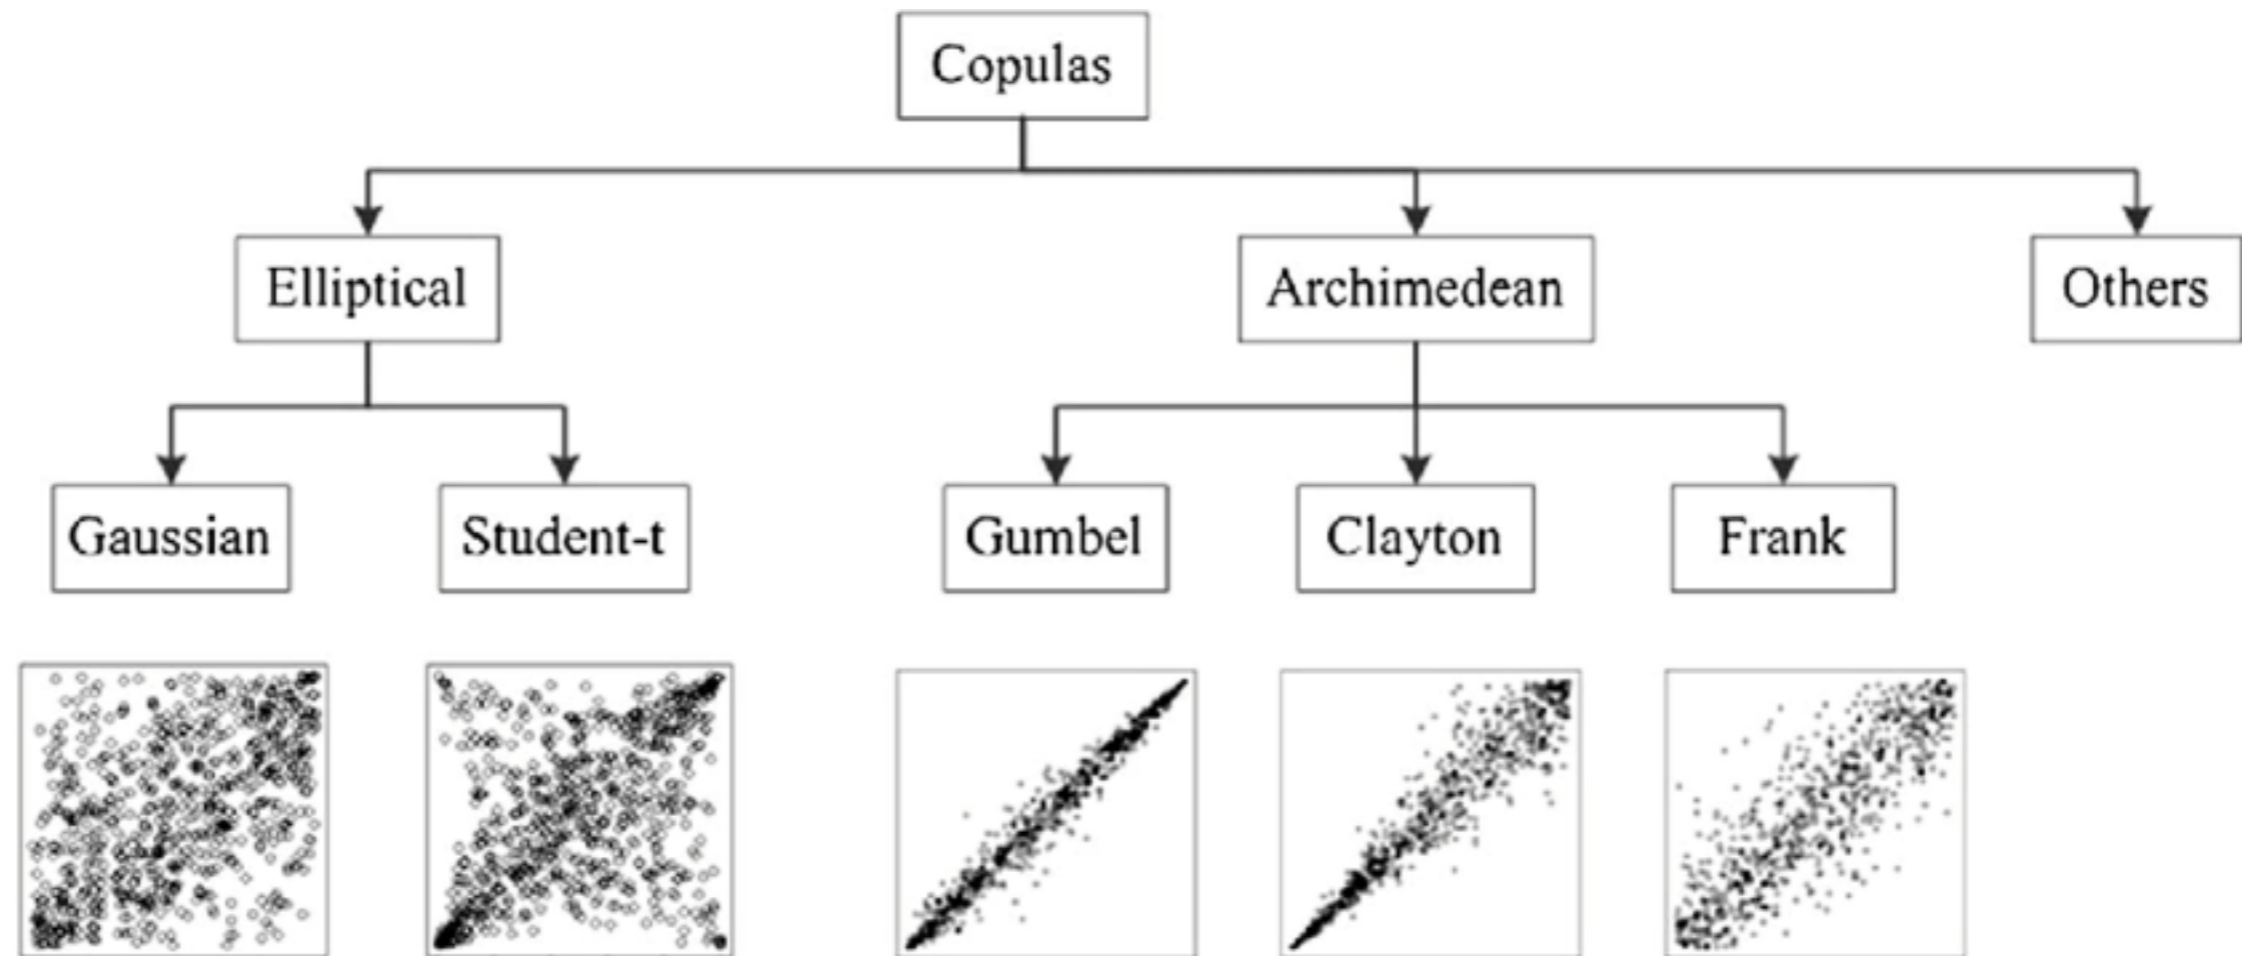 Copulas
Elliptical
Archimedean
Others
Gaussian
Student-t
Gumbel
Clayton
Frank